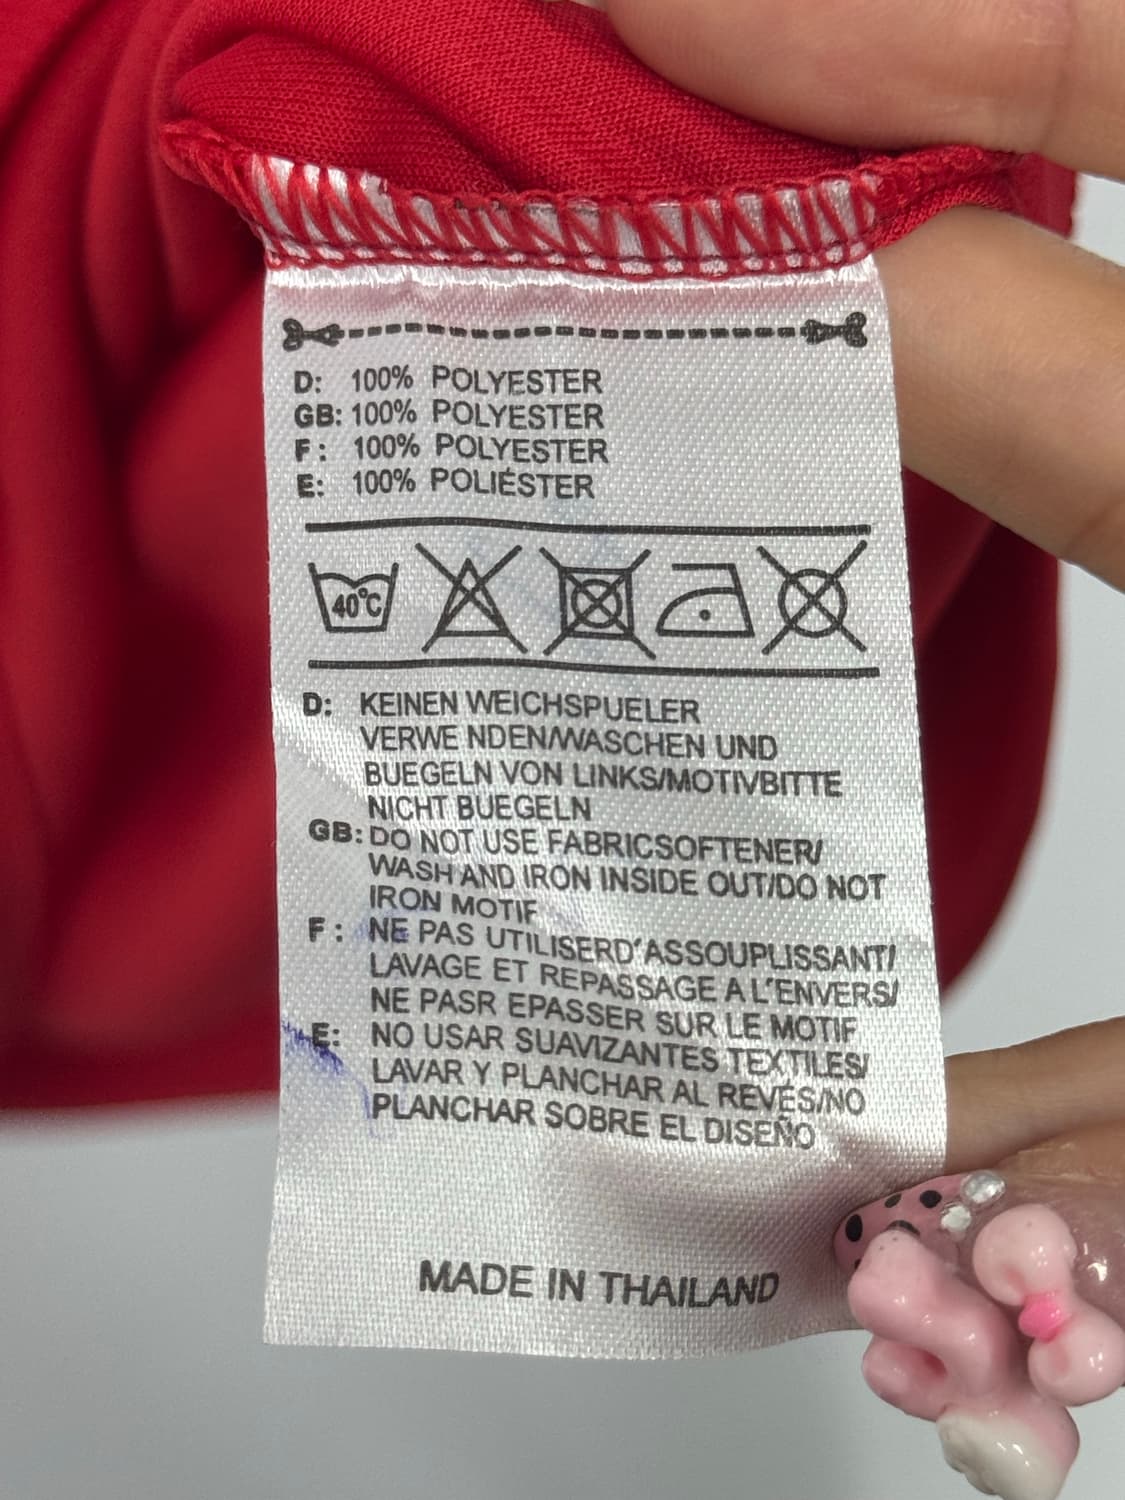 D: 100% POLYESTER
GB: 100% POLYESTER
F: 100% POLYESTER
E: 100% POLIÉSTER
40°C
D: KEINEN WEICHSPUELER
VERWE NDEN/WASCHEN UND
BUEGELN VON LINKS/MOTIVBITTE
NICHT BUEGELN
GB: DO NOT USE FABRICSOFTENER/
WASH AND IRON INSIDE OUT/DO NOT
IRON MOTIF
F: NE PAS UTILISERD'ASSOUPLISSANT/
LAVAGE ET REPASSAGE A L'ENVERS/
NE PASR EPASSER SUR LE MOTIF
E: NO USAR SUAVIZANTES TEXTILES/
LAVAR Y PLANCHAR AL REVÉS/NO
PLANCHAR SOBRE EL DISEÑO
MADE IN THAILAND